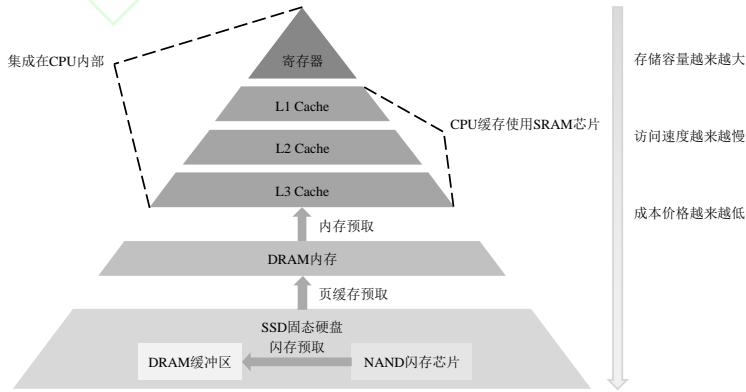 寄存器
集成在CPU内部
存储容量越来越大
L1 Cache
CPU缓存使用SRAM芯片
访问速度越来越慢
L2 Cache
L3 Cache
成本价格越来越低
内存预取
DRAM内存
页缓存预取
SSD固态硬盘
闪存预取
DRAM缓冲区
NAND闪存芯片